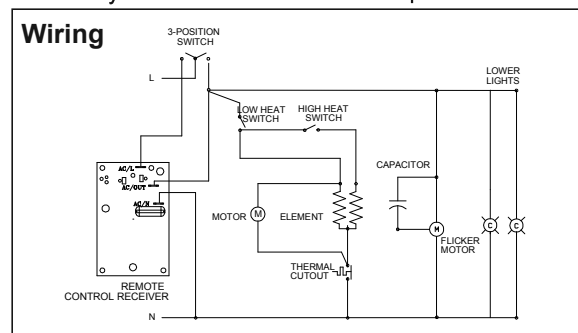 Wiring
3-POSITION
SWITCH
L
LOWER
LIGHTS
LOW HEAT
SWITCH
HIGH HEAT
SWITCH
AC/L
AC/OUT
AC/N
CAPACITOR
MOTOR
M
ELEMENT
M
FLICKER
MOTOR
C
C
THERMAL
CUTOUT
REMOTE
CONTROL RECEIVER
N